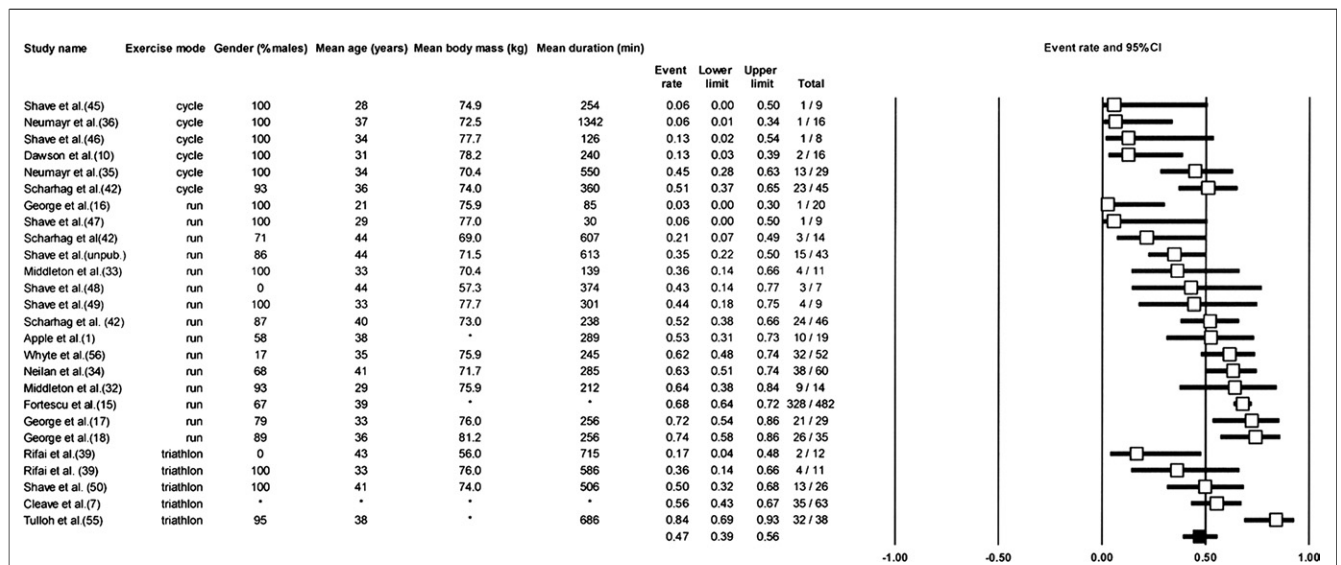 Study name Exercise mode Gender (%males) Mean age (years) Mean body mass (kg) Mean duration (min) Event rate and 95%CI
Event Lower Upper
rate limit limit Total
Shave et al.(45) cycle 100 28 74.9 254 0.06 0.00 0.50 1 / 9
Neumayr et al.(36) cycle 100 37 72.5 1342 0.06 0.01 0.34 1 / 16
Shave et al.(46) cycle 100 34 77.7 126 0.13 0.02 0.54 1 / 8
Dawson et al.(10) cycle 100 31 78.2 240 0.13 0.03 0.39 2 / 16
Neumayr et al.(35) cycle 100 34 70.4 550 0.45 0.28 0.63 13 / 29
Scharhag et al.(42) cycle 93 36 74.0 360 0.51 0.37 0.65 23 / 45
George et al.(16) run 100 21 75.9 85 0.03 0.00 0.30 1 / 20
Shave et al.(47) run 100 29 77.0 30 0.06 0.00 0.50 1 / 9
Scharhag et al(42) run 71 44 69.0 607 0.21 0.07 0.49 3 / 14
Shave et al.(unpub.) run 86 44 71.5 613 0.35 0.22 0.50 15 / 43
Middleton et al.(33) run 100 33 70.4 139 0.36 0.14 0.66 4 / 11
Shave et al.(48) run 0 44 57.3 374 0.43 0.14 0.77 3 / 7
Shave et al.(49) run 100 33 77.7 301 0.44 0.18 0.75 4 / 9
Scharhag et al. (42) run 87 40 73.0 238 0.52 0.38 0.66 24 / 46
Apple et al.(1) run 58 38 * 289 0.53 0.31 0.73 10 / 19
Whyte et al.(56) run 17 35 75.9 245 0.62 0.48 0.74 32 / 52
Neilan et al.(34) run 68 41 71.7 285 0.63 0.51 0.74 38 / 60
Middleton et al.(32) run 93 29 75.9 212 0.64 0.38 0.84 9 / 14
Fortescu et al.(15) run 67 39 * * 0.68 0.64 0.72 328 / 482
George et al.(17) run 79 33 76.0 256 0.72 0.54 0.86 21 / 29
George et al.(18) run 89 36 81.2 256 0.74 0.58 0.86 26 / 35
Rifai et al.(39) triathlon 0 43 56.0 715 0.17 0.04 0.48 2 / 12
Rifai et al. (39) triathlon 100 33 76.0 586 0.36 0.14 0.66 4 / 11
Shave et al. (50) triathlon 100 41 74.0 506 0.50 0.32 0.68 13 / 26
Cleave et al.(7) triathlon * * * * 0.56 0.43 0.67 35 / 63
Tulloh et al.(55) triathlon 95 38 * 686 0.84 0.69 0.93 32 / 38
0.47 0.39 0.56
-1.00 -0.50 0.00 0.50 1.00